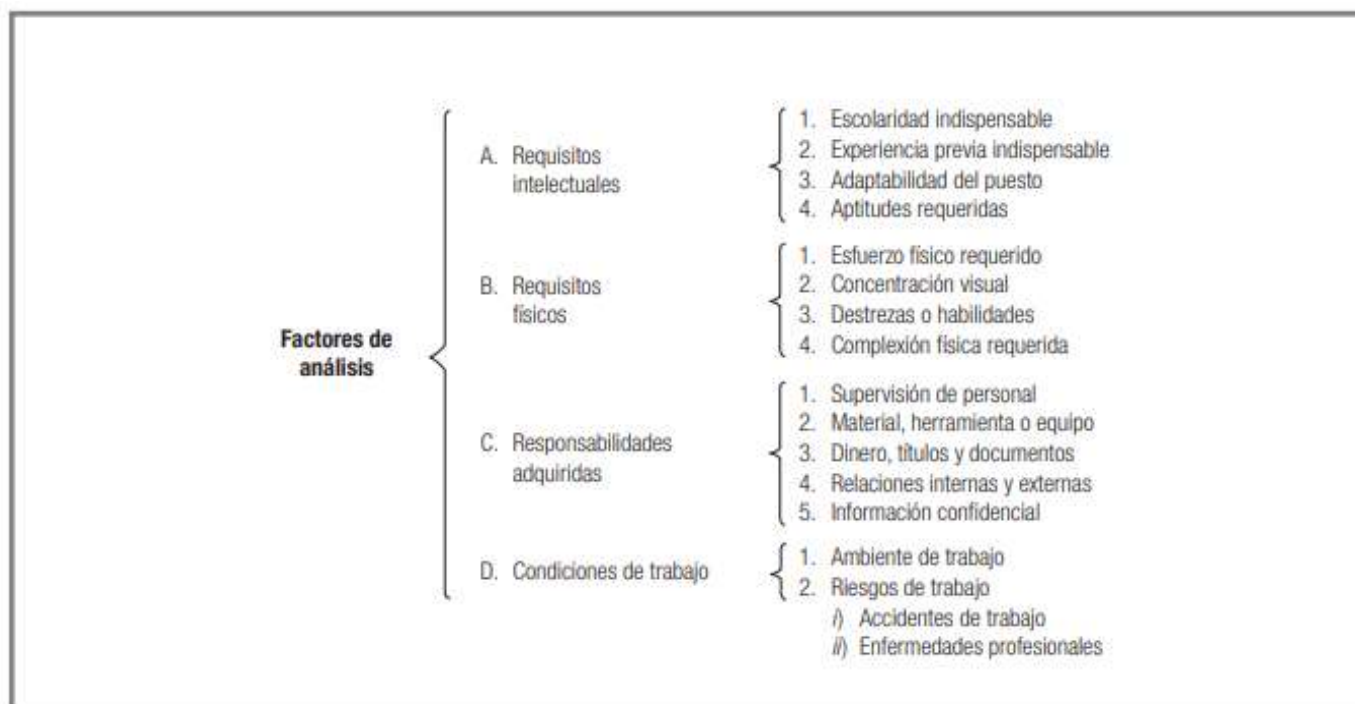 Factores de
análisis
A. Requisitos
intelectuales
1. Escolaridad indispensable
2. Experiencia previa indispensable
3. Adaptabilidad del puesto
4. Aptitudes requeridas
B. Requisitos
físicos
1. Esfuerzo físico requerido
2. Concentración visual
3. Destrezas o habilidades
4. Complexión física requerida
C. Responsabilidades
adquiridas
1. Supervisión de personal
2. Material, herramienta o equipo
3. Dinero, títulos y documentos
4. Relaciones internas y externas
5. Información confidencial
D. Condiciones de trabajo
1. Ambiente de trabajo
2. Riesgos de trabajo
i) Accidentes de trabajo
ii) Enfermedades profesionales